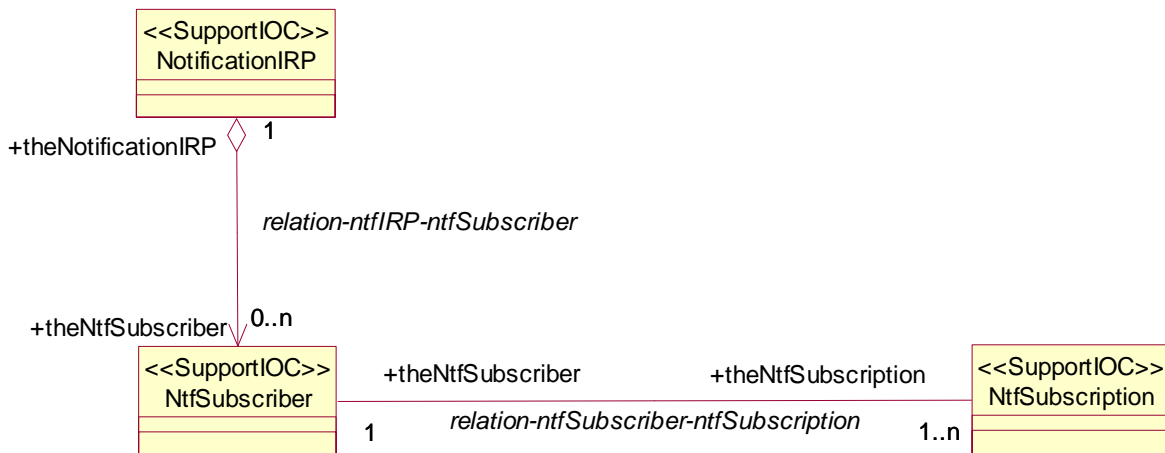 <<SupportIOC>>
NotificationIRP
1
+theNotificationIRP
relation-ntfIRP-ntfSubscriber
0..n
+theNtfSubscriber
<<SupportIOC>>
NtfSubscriber
+theNtfSubscriber
+theNtfSubscription
<<SupportIOC>>
NtfSubscription
1
relation-ntfSubscriber-ntfSubscription
1..n